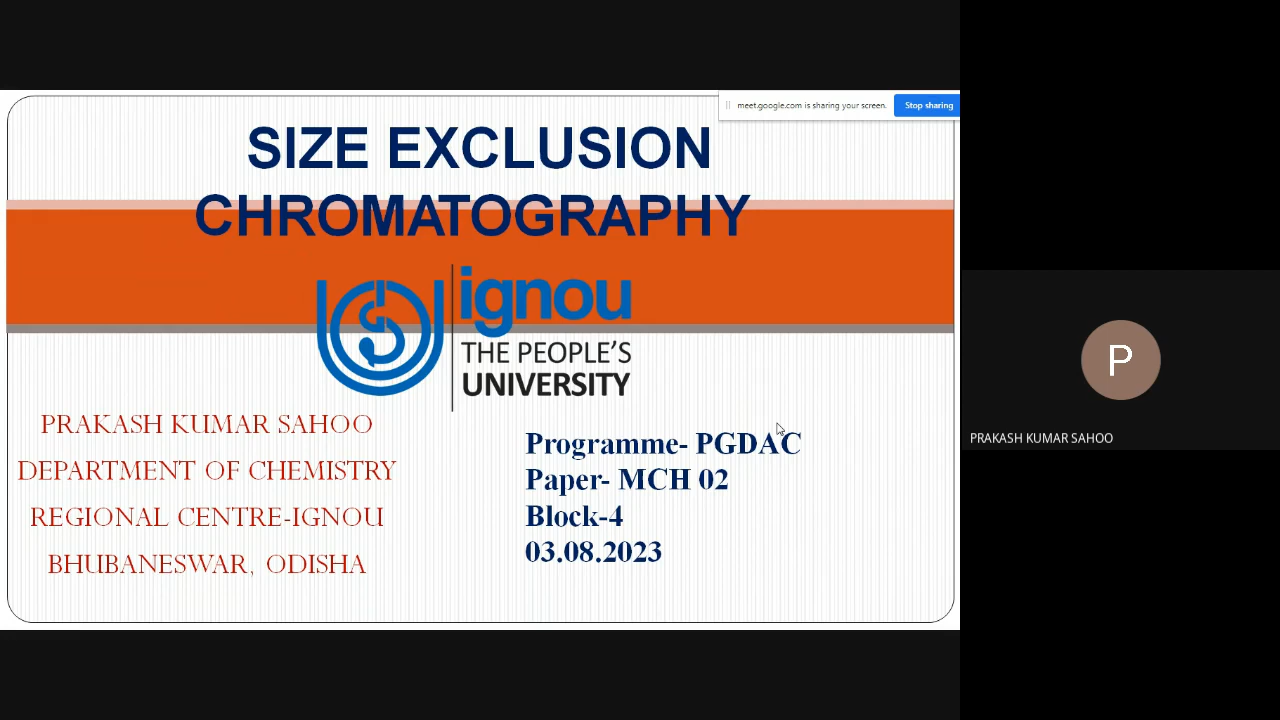 meet.google.com is sharing your screen.
Stop sharing
SIZE EXCLUSION
CHROMATOGRAPHY
ignou
THE PEOPLE'S
UNIVERSITY
PRAKASH KUMAR SAHOO
DEPARTMENT OF CHEMISTRY
REGIONAL CENTRE-IGNOU
BHUBANESWAR, ODISHA
Programme- PGDAC
Paper- MCH 02
Block-4
03.08.2023
P
PRAKASH KUMAR SAHOO